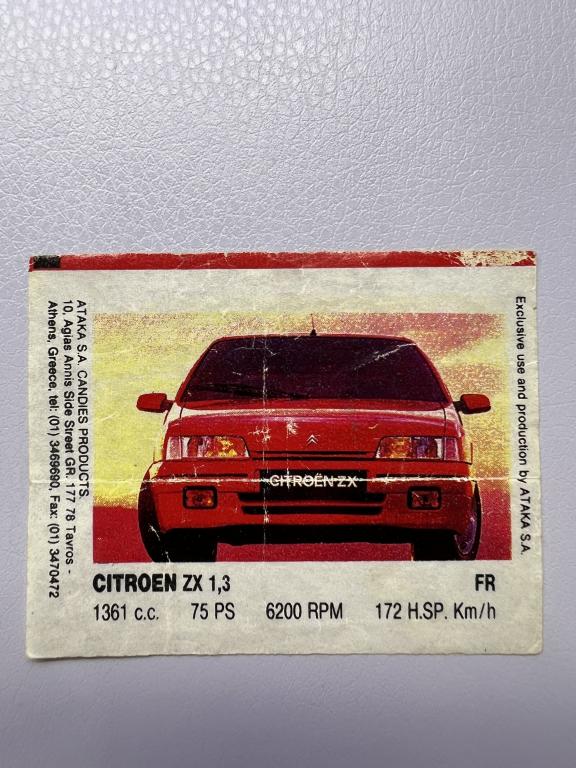 ATAKA S.A. CANDIES PRODUCTS.
10, Agias Annis Side Street GR. 177 78 Tavros -
Athens, Greece, tel: (01) 3469690, Fax: (01) 3470472
Exclusive use and production by ATAKA S.A.
CITROËN ZX
CITROEN ZX 1,3 FR
1361 c.c. 75 PS 6200 RPM 172 H.SP. Km/h